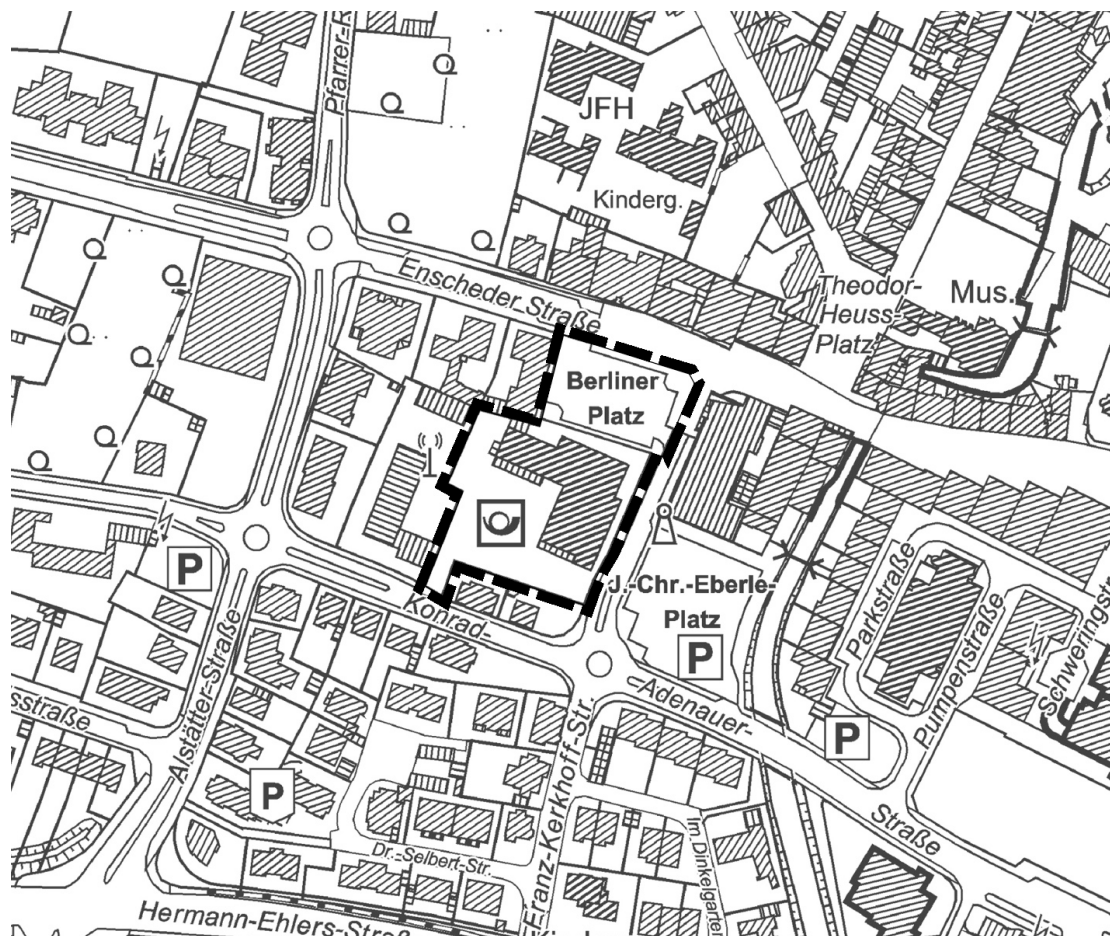 Pfarrer-R
JFH
Kinderg.
Enscheder Straße
Theodor-
Heuss-
Platz
Mus.
Berliner
Platz
P
J.-Chr.-Eberle-
Platz
P
Konrad-
Adenauer-
Straße
Parkstraße
Pumpenstraße
Schweringst
P
Alstätter-Straße
sstraße
P
Franz-Kerkhoff-Str.
Im Dinkelgarten
Dr.-Selbert-Str.
Hermann-Ehlers-Straß